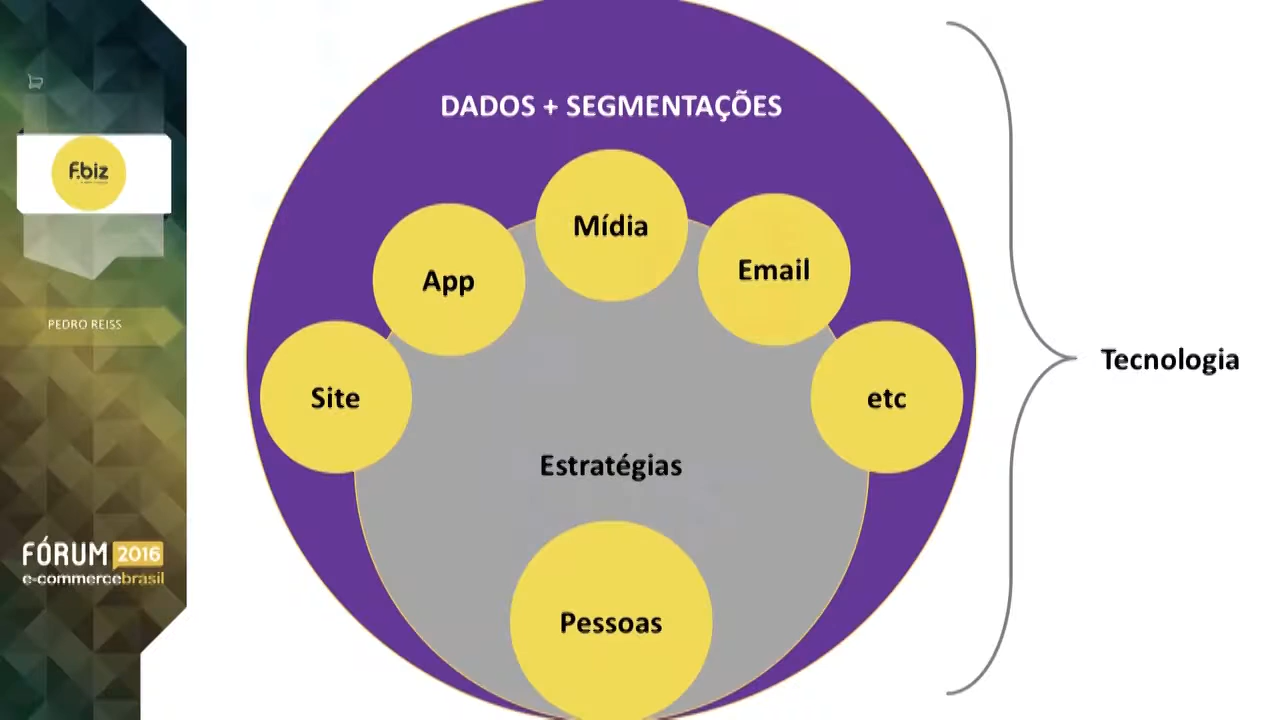 F.biz
PEDRO REISS
FÓRUM 2016
e-commercebrasil
DADOS + SEGMENTAÇÕES
Mídia
App
Email
Site
etc
Estratégias
Pessoas
Tecnologia